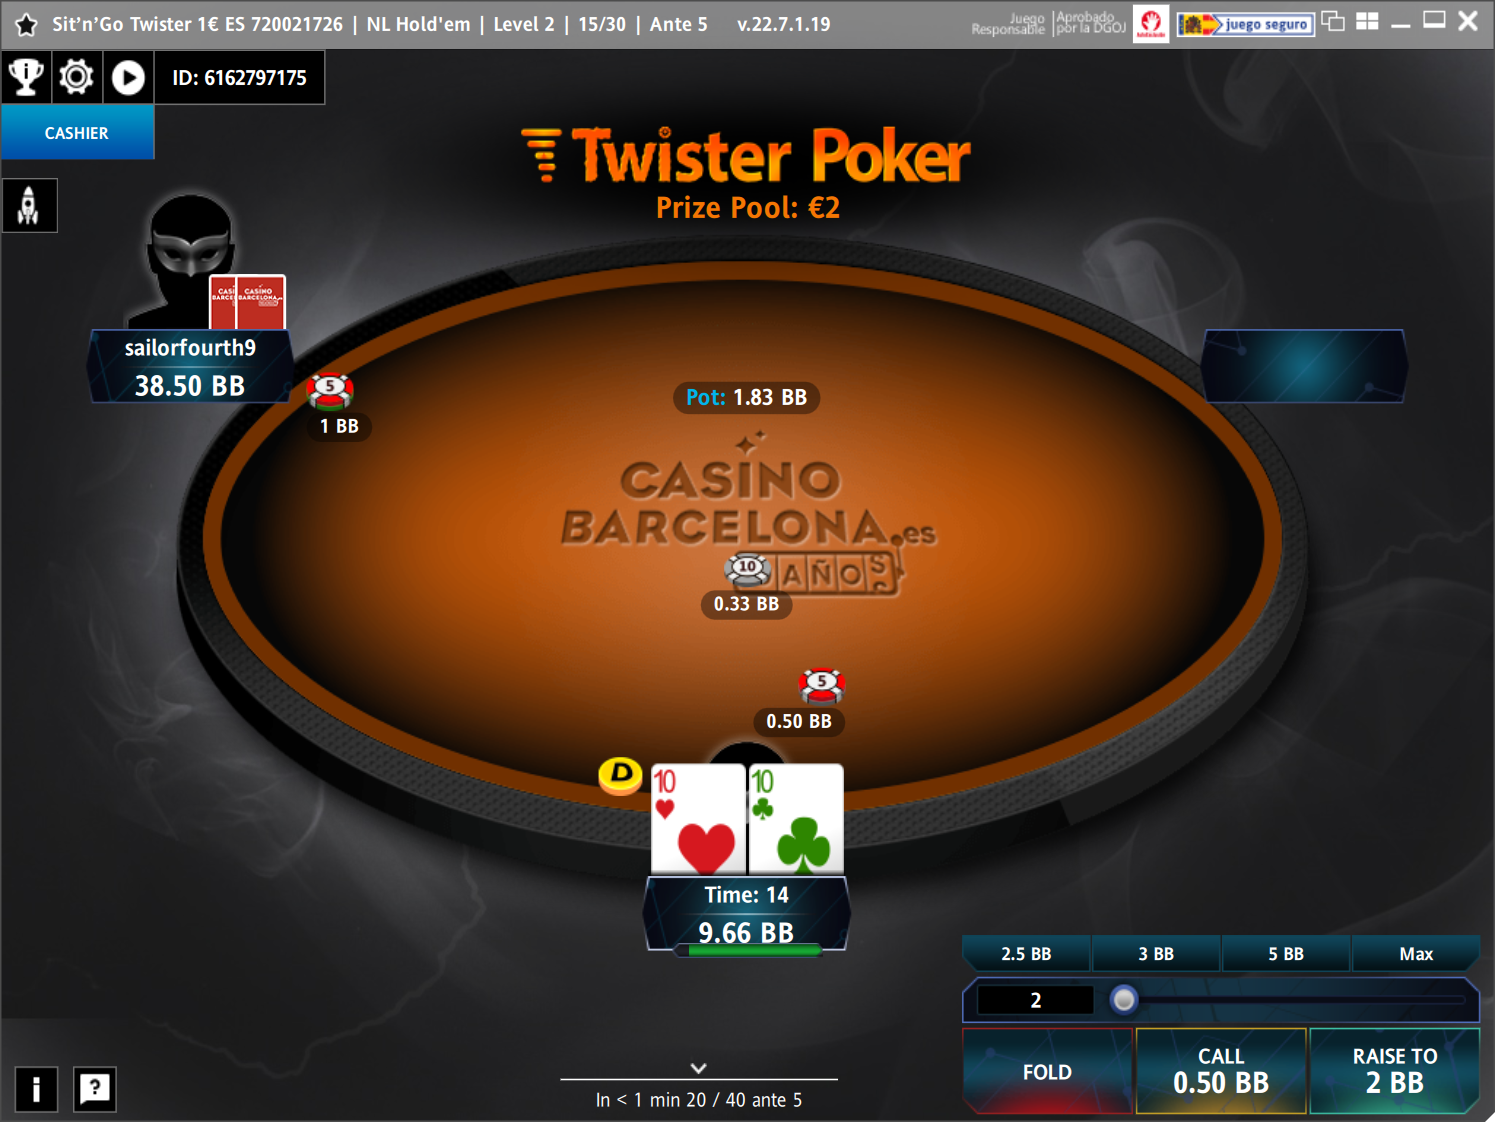 Sit'n'Go Twister 1€ ES 720021726 | NL Hold'em | Level 2 | 15/30 | Ante 5 v.22.7.1.19
Juego Responsable
Aprobado por la DGOJ
juego seguro
ID: 6162797175
CASHIER
Twister Poker
Prize Pool: €2
CASINO BARCELONA.es
sailorfourth9
38.50 BB
5
1 BB
Pot: 1.83 BB
CASINO
BARCELONA.es
10
AÑOS
0.33 BB
5
0.50 BB
D
10
10
Time: 14
9.66 BB
2.5 BB
3 BB
5 BB
Max
2
FOLD
CALL
0.50 BB
RAISE TO
2 BB
In < 1 min 20 / 40 ante 5